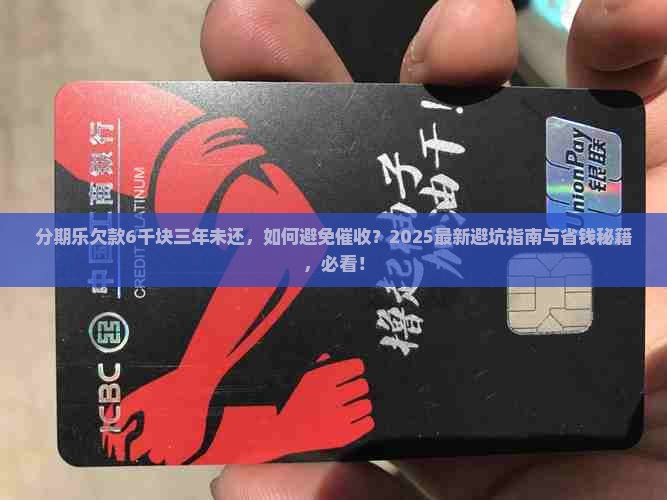 分期乐欠款6千块三年未还，如何避免催收？2025最新避坑指南与省钱秘籍
，必看！
ICBC
中国工商银行
CREDIT PLATINUM
撸起袖子
加油干！
UnionPay
银联